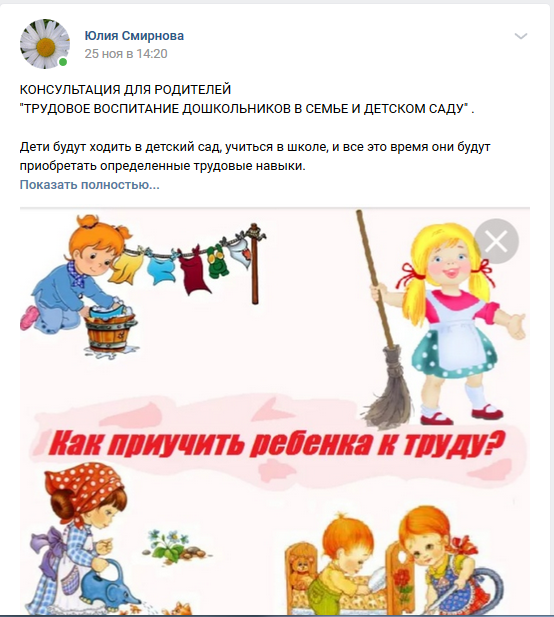 Юлия Смирнова
25 ноя в 14:20
КОНСУЛЬТАЦИЯ ДЛЯ РОДИТЕЛЕЙ
"ТРУДОВОЕ ВОСПИТАНИЕ ДОШКОЛЬНИКОВ В СЕМЬЕ И ДЕТСКОМ САДУ" .
Дети будут ходить в детский сад, учиться в школе, и все это время они будут
приобретать определенные трудовые навыки.
Показать полностью...
Как приучить ребенка к труду?